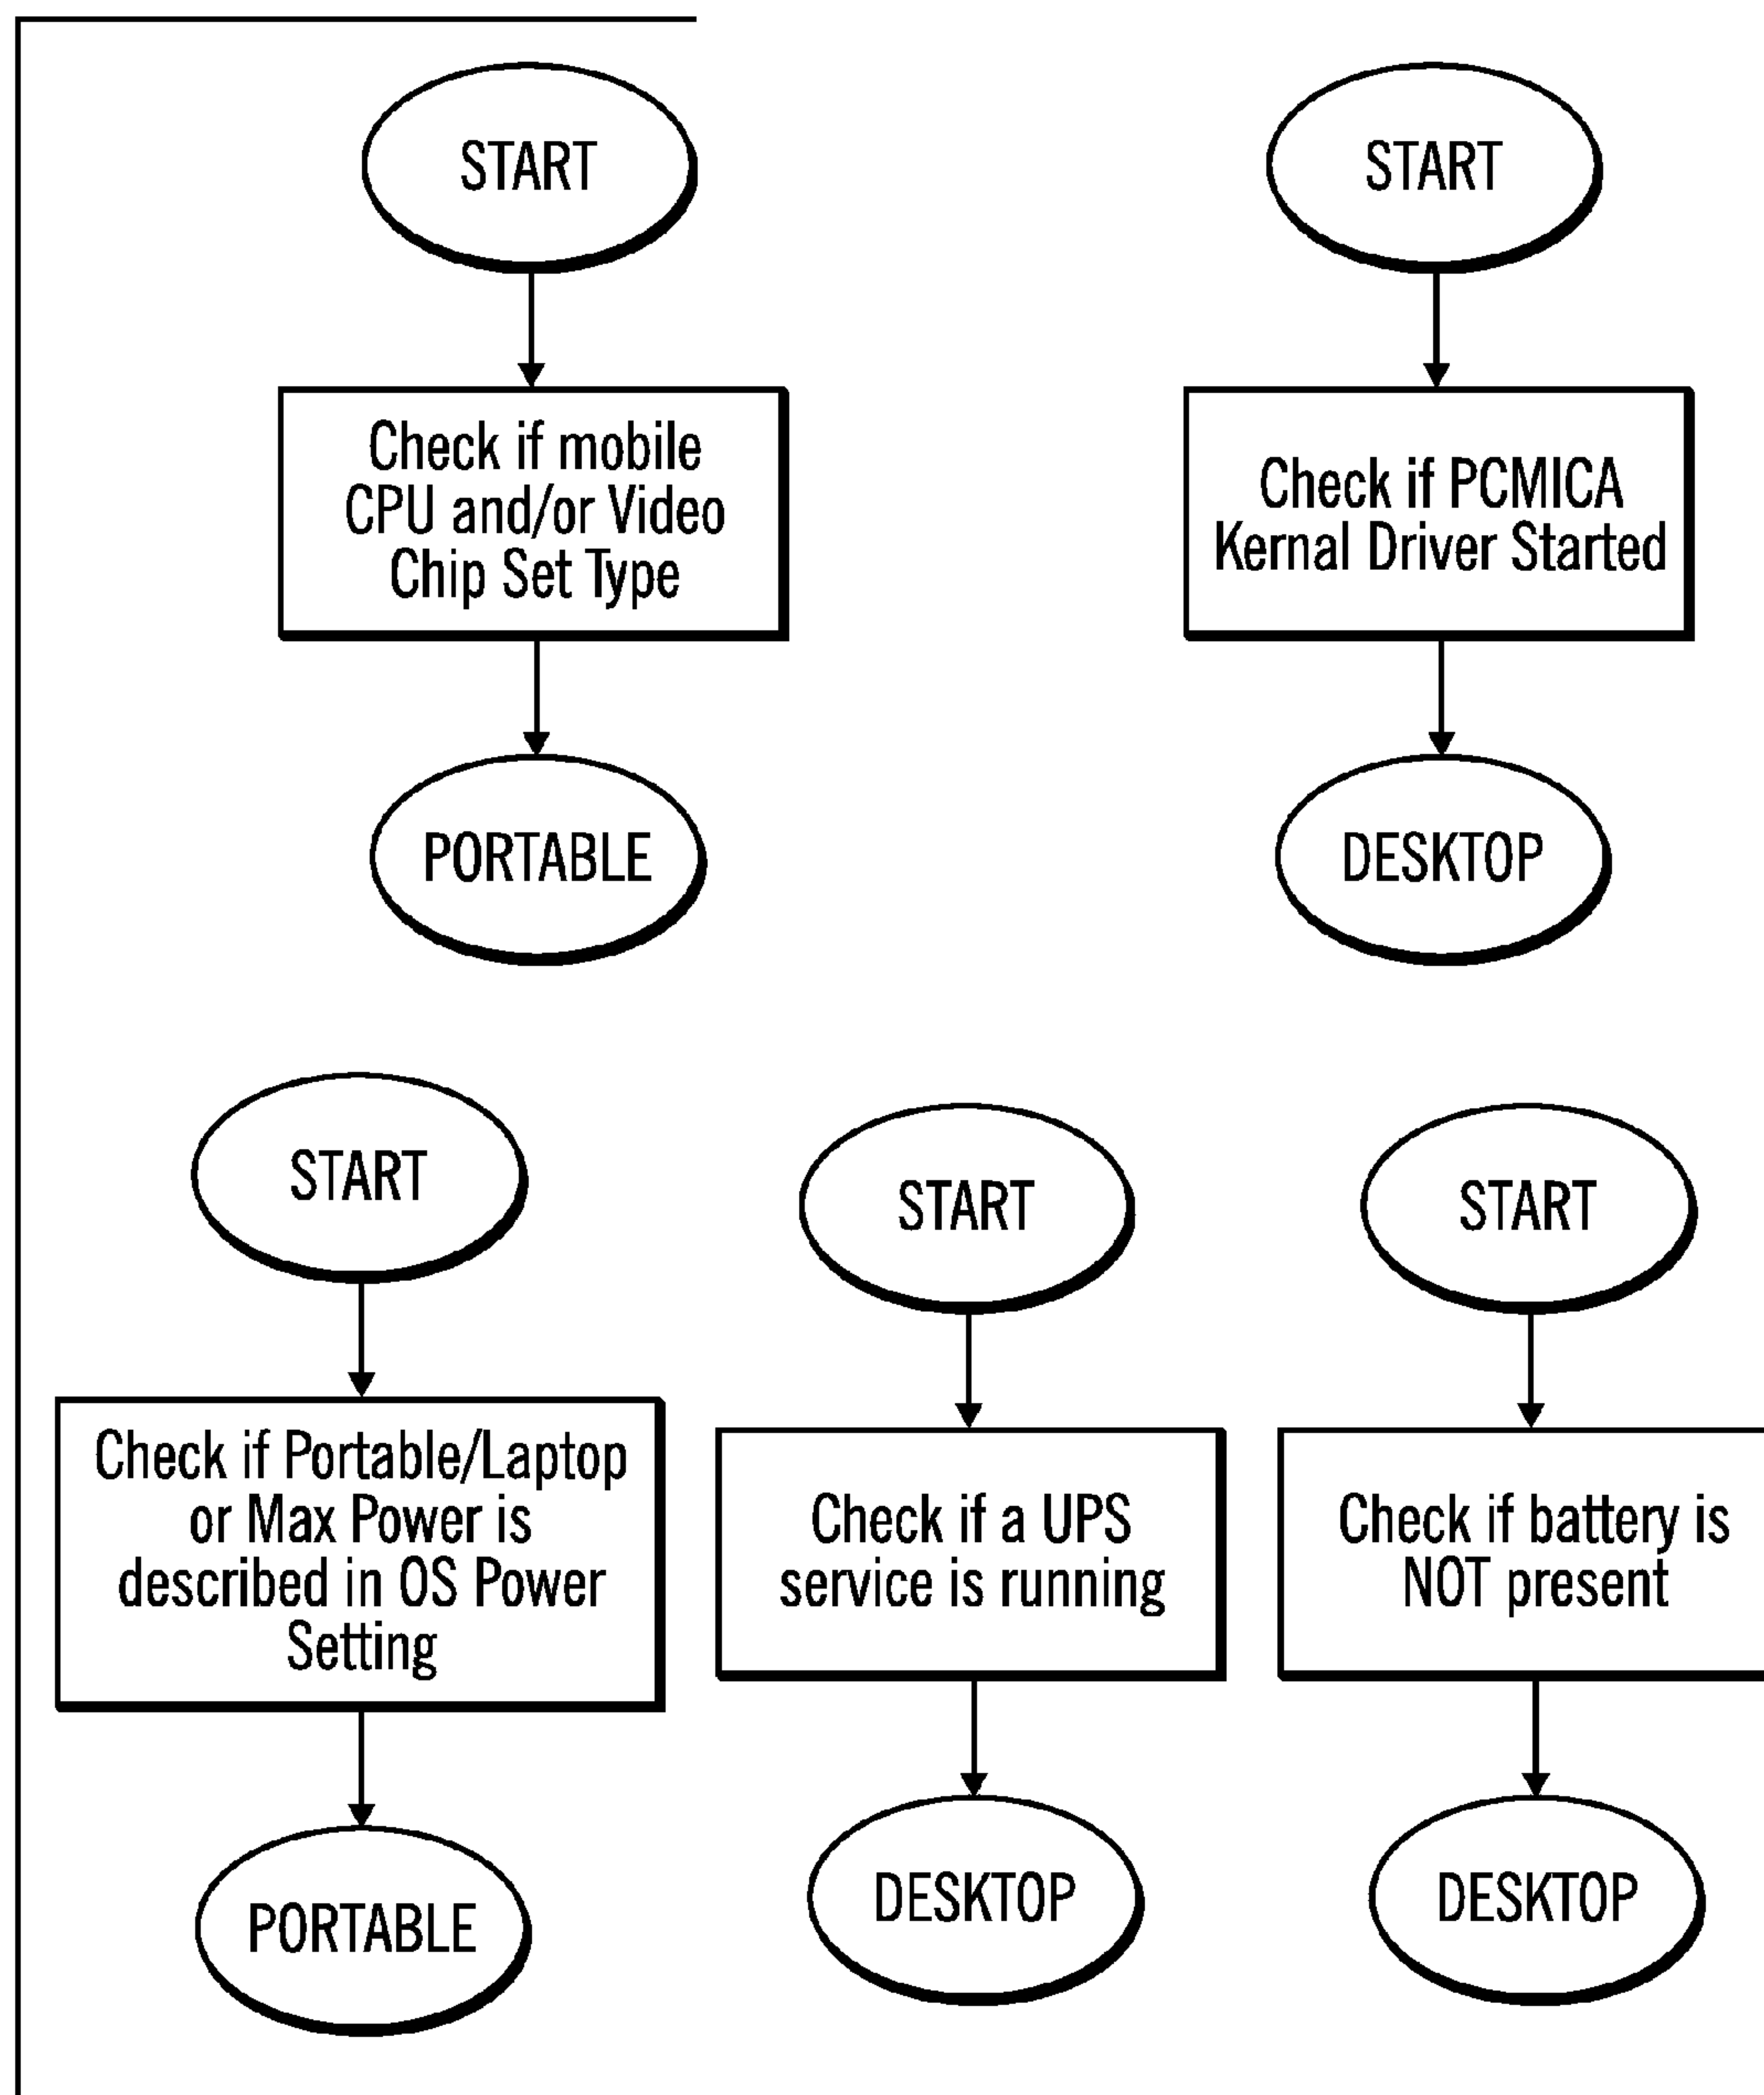 START
Check if mobile
CPU and/or Video
Chip Set Type
PORTABLE
START
Check if PCMICA
Kernal Driver Started
DESKTOP
START
Check if Portable/Laptop
or Max Power is
described in OS Power
Setting
PORTABLE
START
Check if a UPS
service is running
DESKTOP
START
Check if battery is
NOT present
DESKTOP